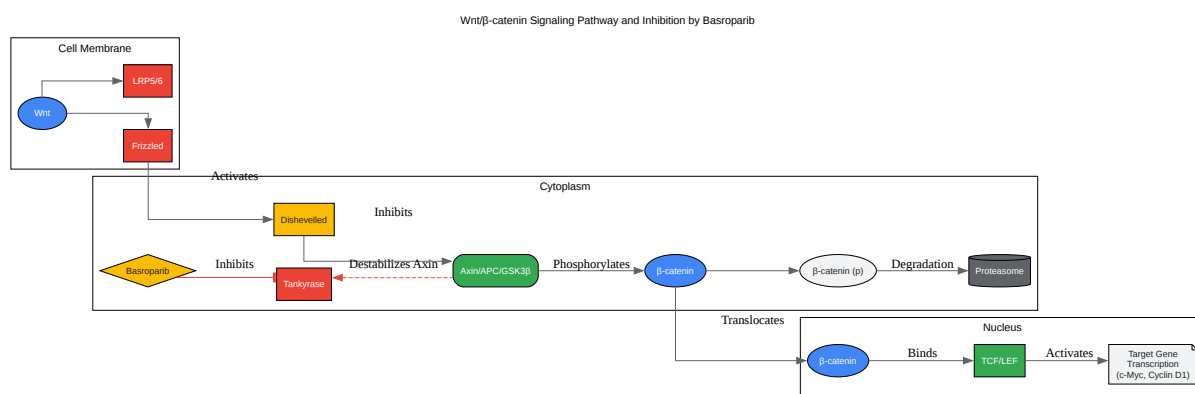 Wnt/β-catenin Signaling Pathway and Inhibition by Basroparib
Cell Membrane
LRP5/6
Wnt
Frizzled
Activates
Cytoplasm
Dishevelled
Inhibits
Basroparib
Inhibits
Tankyrase
Destabilizes Axin
Axin/APC/GSK3β
Phosphorylates
β-catenin
β-catenin (p)
Degradation
Proteasome
Translocates
Nucleus
β-catenin
Binds
TCF/LEF
Activates
Target Gene
Transcription
(c-Myc, Cyclin D1)